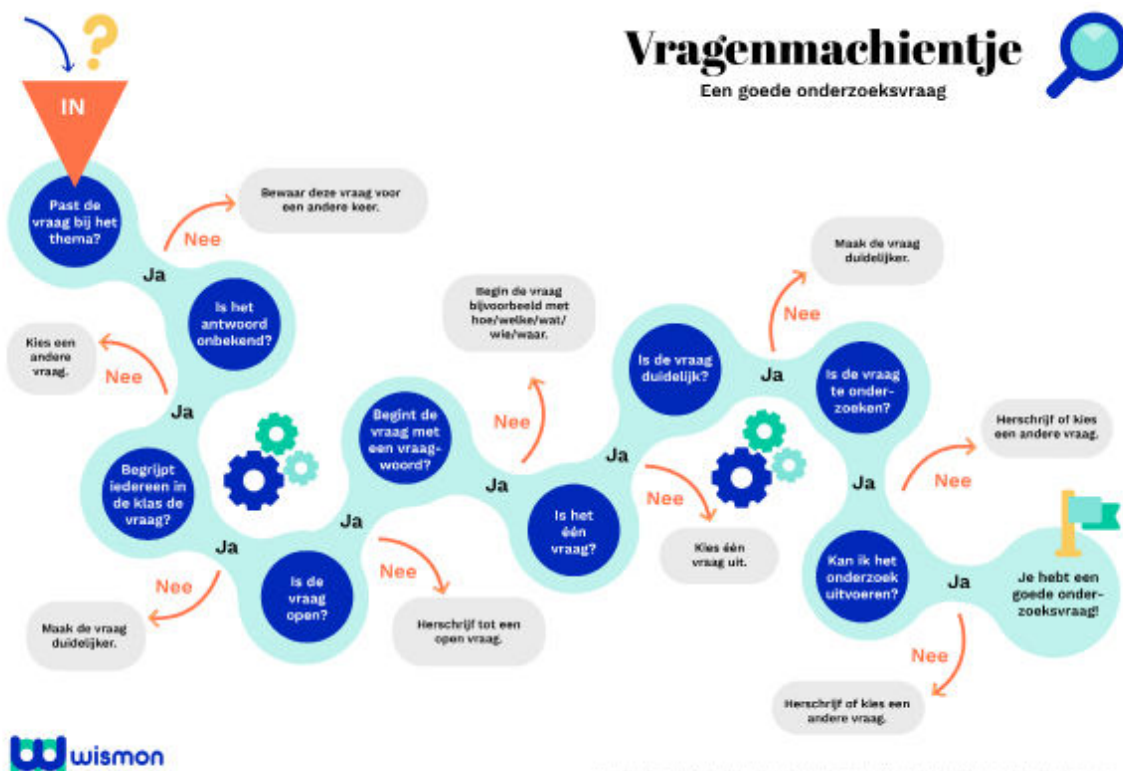 Vragenmachientje
Een goede onderzoeksvraag
?
IN
Past de
vraag bij het
thema?
Nee
Bewaar deze vraag voor
een andere keer.
Ja
Is het
antwoord
onbekend?
Nee
Kies een
andere
vraag.
Ja
Begrijpt
iedereen in
de klas de
vraag?
Nee
Maak de vraag
duidelijker.
Ja
Is de
vraag
open?
Nee
Herschrijf tot een
open vraag.
Ja
Begint de
vraag met
een vraag-
woord?
Nee
Begin de vraag
bijvoorbeeld met
hoe/welke/wat/
wie/waar.
Ja
Is het
één
vraag?
Nee
Kies één
vraag uit.
Ja
Is de vraag
duidelijk?
Nee
Maak de vraag
duidelijker.
Ja
Is de vraag
te onder-
zoeken?
Nee
Herschrijf of kies
een andere vraag.
Ja
Kan ik het
onderzoek
uitvoeren?
Nee
Herschrijf of kies een
andere vraag.
Ja
Je hebt een
goede onder-
zoeksvraag!
wismon